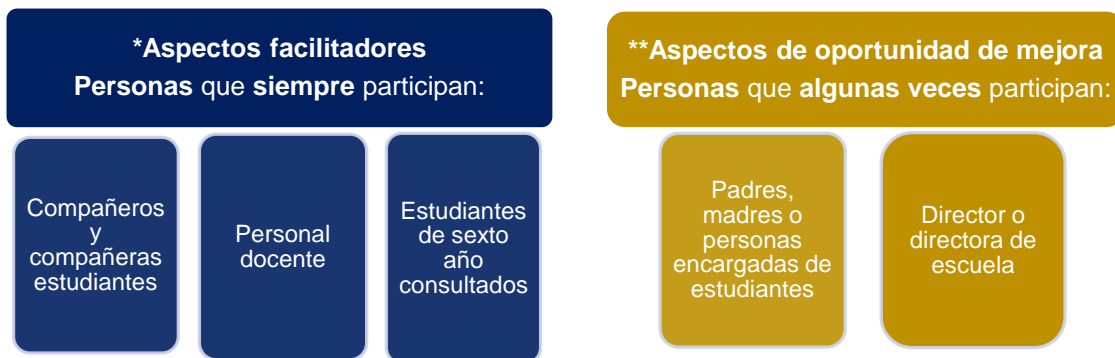 *Aspectos facilitadores
Personas que siempre participan:
Compañeros
y
compañeras
estudiantes
Personal
docente
Estudiantes
de sexto
año
consultados
**Aspectos de oportunidad de mejora
Personas que algunas veces participan:
Padres,
madres o
personas
encargadas de
estudiantes
Director o
directora de
escuela